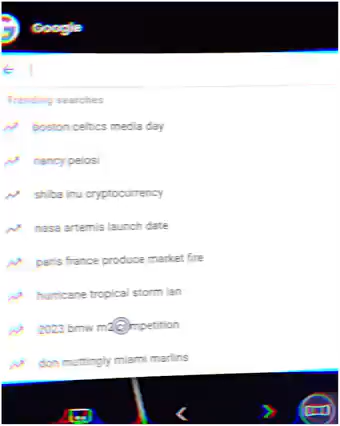 Google
Trending searches
boston celtics media day
nancy pelosi
shiba inu cryptocurrency
nasa artemis launch date
paris france produce market fire
hurricane tropical storm ian
2023 bmw m2
don mattingly miami marlins